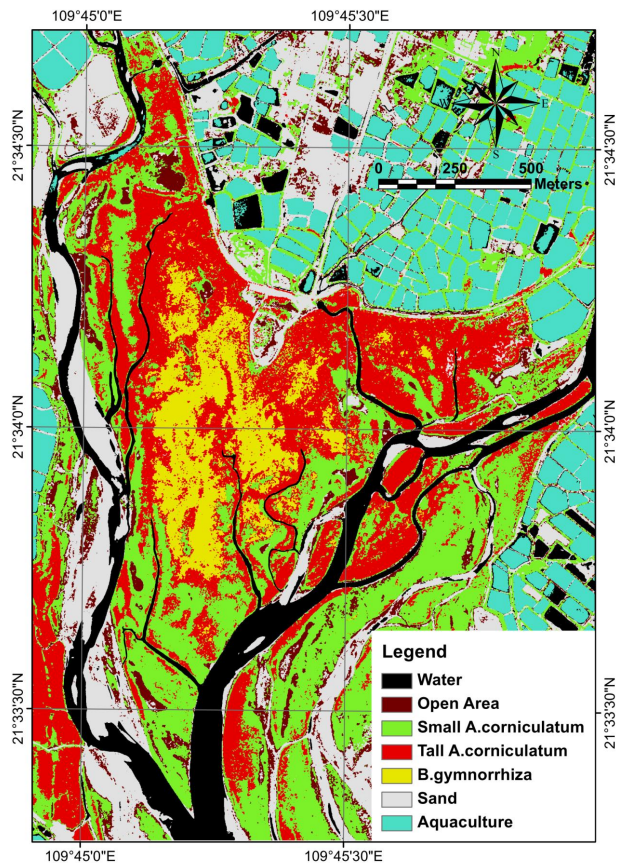 109°45'0"E 109°45'30"E
21°34'30"N 21°34'30"N
N
W E
S
0 250 500
Meters
21°34'0"N 21°34'0"N
21°33'30"N 21°33'30"N
Legend
Water
Open Area
Small A.corniculatum
Tall A.corniculatum
B.gymnorrhiza
Sand
Aquaculture
109°45'0"E 109°45'30"E